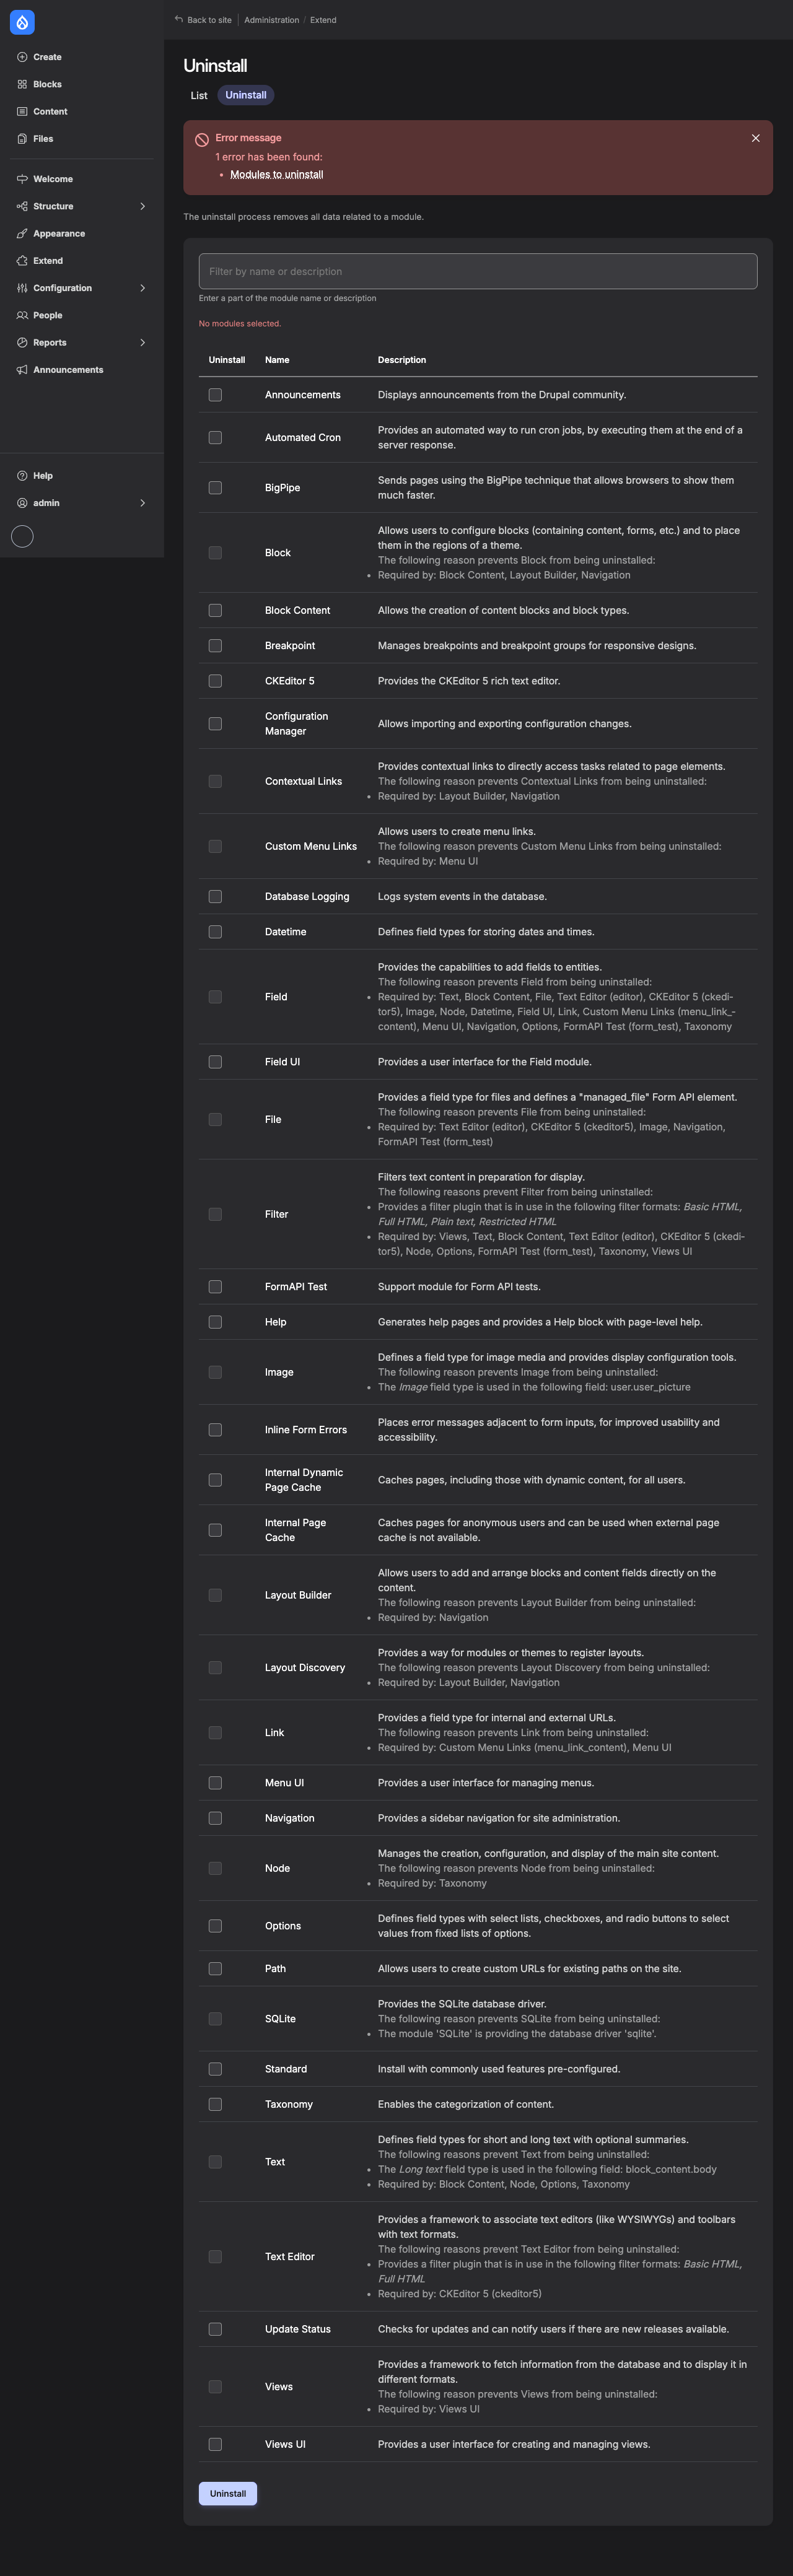 Back to site
Administration / Extend
Create
Blocks
Content
Files
Welcome
Structure
Appearance
Extend
Configuration
People
Reports
Announcements
Help
admin
Uninstall
List
Uninstall
Error message
1 error has been found:
• Modules to uninstall
The uninstall process removes all data related to a module.
Filter by name or description
Enter a part of the module name or description
No modules selected.
Uninstall Name Description
Announcements
Displays announcements from the Drupal community.
Automated Cron
Provides an automated way to run cron jobs, by executing them at the end of a
server response.
BigPipe
Sends pages using the BigPipe technique that allows browsers to show them
much faster.
Block
Allows users to configure blocks (containing content, forms, etc.) and to place
them in the regions of a theme.
The following reason prevents Block from being uninstalled:
• Required by: Block Content, Layout Builder, Navigation
Block Content
Allows the creation of content blocks and block types.
Breakpoint
Manages breakpoints and breakpoint groups for responsive designs.
CKEditor 5
Provides the CKEditor 5 rich text editor.
Configuration
Manager
Allows importing and exporting configuration changes.
Contextual Links
Provides contextual links to directly access tasks related to page elements.
The following reason prevents Contextual Links from being uninstalled:
• Required by: Layout Builder, Navigation
Custom Menu Links
Allows users to create menu links.
The following reason prevents Custom Menu Links from being uninstalled:
• Required by: Menu UI
Database Logging
Logs system events in the database.
Datetime
Defines field types for storing dates and times.
Field
Provides the capabilities to add fields to entities.
The following reason prevents Field from being uninstalled:
• Required by: Text, Block Content, File, Text Editor (editor), CKEditor 5 (ckedi-
tor5), Image, Node, Datetime, Field UI, Link, Custom Menu Links (menu_link_-
content), Menu UI, Navigation, Options, FormAPI Test (form_test), Taxonomy
Field UI
Provides a user interface for the Field module.
File
Provides a field type for files and defines a "managed_file" Form API element.
The following reason prevents File from being uninstalled:
• Required by: Text Editor (editor), CKEditor 5 (ckeditor5), Image, Navigation,
FormAPI Test (form_test)
Filter
Filters text content in preparation for display.
The following reasons prevent Filter from being uninstalled:
• Provides a filter plugin that is in use in the following filter formats: Basic HTML,
Full HTML, Plain text, Restricted HTML
• Required by: Views, Text, Block Content, Text Editor (editor), CKEditor 5 (ckedi-
tor5), Node, Options, FormAPI Test (form_test), Taxonomy, Views UI
FormAPI Test
Support module for Form API tests.
Help
Generates help pages and provides a Help block with page-level help.
Image
Defines a field type for image media and provides display configuration tools.
The following reason prevents Image from being uninstalled:
• The Image field type is used in the following field: user.user_picture
Inline Form Errors
Places error messages adjacent to form inputs, for improved usability and
accessibility.
Internal Dynamic
Page Cache
Caches pages, including those with dynamic content, for all users.
Internal Page
Cache
Caches pages for anonymous users and can be used when external page
cache is not available.
Layout Builder
Allows users to add and arrange blocks and content fields directly on the
content.
The following reason prevents Layout Builder from being uninstalled:
• Required by: Navigation
Layout Discovery
Provides a way for modules or themes to register layouts.
The following reason prevents Layout Discovery from being uninstalled:
• Required by: Layout Builder, Navigation
Link
Provides a field type for internal and external URLs.
The following reason prevents Link from being uninstalled:
• Required by: Custom Menu Links (menu_link_content), Menu UI
Menu UI
Provides a user interface for managing menus.
Navigation
Provides a sidebar navigation for site administration.
Node
Manages the creation, configuration, and display of the main site content.
The following reason prevents Node from being uninstalled:
• Required by: Taxonomy
Options
Defines field types with select lists, checkboxes, and radio buttons to select
values from fixed lists of options.
Path
Allows users to create custom URLs for existing paths on the site.
SQLite
Provides the SQLite database driver.
The following reason prevents SQLite from being uninstalled:
• The module 'SQLite' is providing the database driver 'sqlite'.
Standard
Install with commonly used features pre-configured.
Taxonomy
Enables the categorization of content.
Text
Defines field types for short and long text with optional summaries.
The following reasons prevent Text from being uninstalled:
• The Long text field type is used in the following field: block_content.body
• Required by: Block Content, Node, Options, Taxonomy
Text Editor
Provides a framework to associate text editors (like WYSIWYGs) and toolbars
with text formats.
The following reasons prevent Text Editor from being uninstalled:
• Provides a filter plugin that is in use in the following filter formats: Basic HTML,
Full HTML
• Required by: CKEditor 5 (ckeditor5)
Update Status
Checks for updates and can notify users if there are new releases available.
Views
Provides a framework to fetch information from the database and to display it in
different formats.
The following reason prevents Views from being uninstalled:
• Required by: Views UI
Views UI
Provides a user interface for creating and managing views.
Uninstall